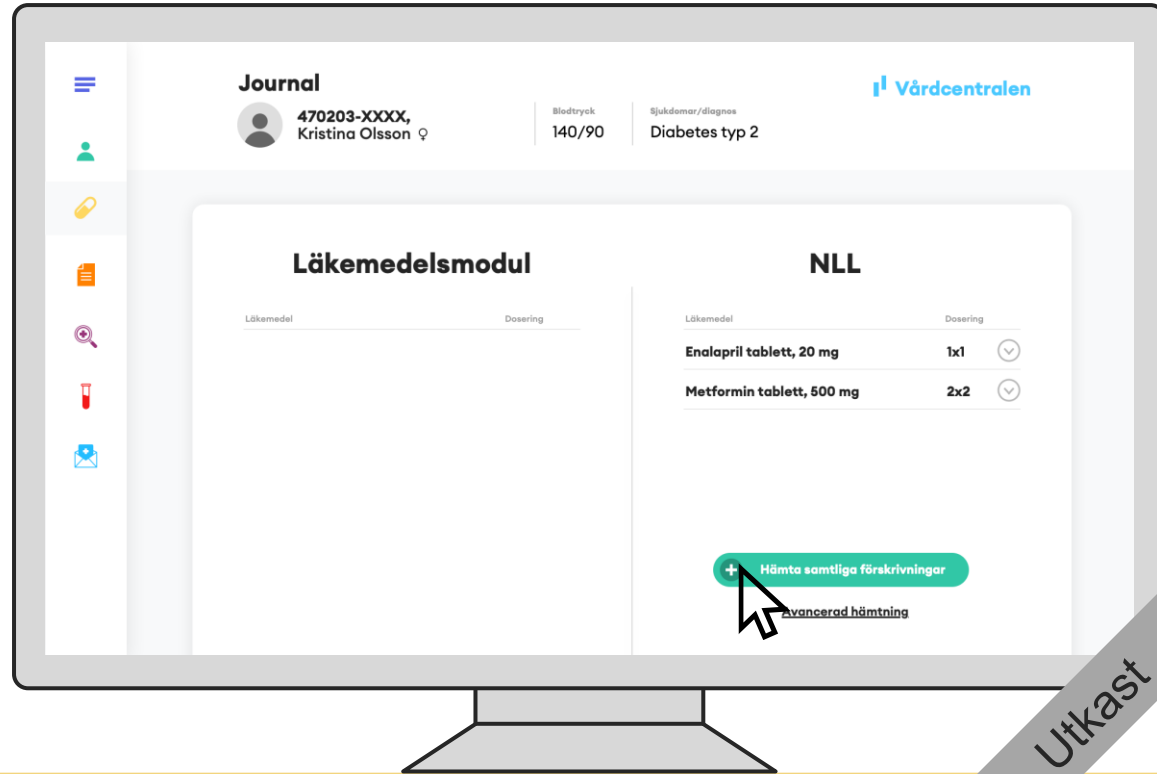 Journal
470203-XXXX,
Kristina Olsson ♀
Blodtryck
140/90
Sjukdomar/diagnos
Diabetes typ 2
Vårdcentralen
Läkemedelsmodul
Läkemedel Dosering
NLL
Läkemedel Dosering
Enalapril tablett, 20 mg 1x1
Metformin tablett, 500 mg 2x2
Hämta samtliga förskrivningar
Avancerad hämtning
Utkast